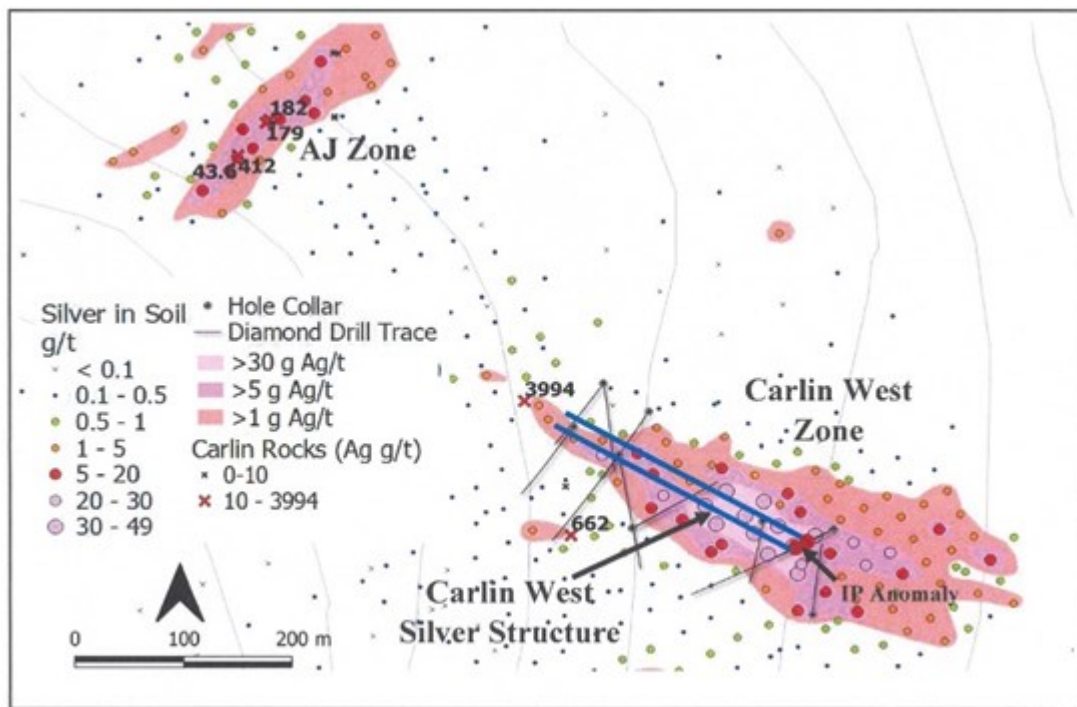 182
179
AJ Zone
412
43.6
Silver in Soil
g/t
< 0.1
0.1 - 0.5
0.5 - 1
1 - 5
5 - 20
20 - 30
30 - 49
Hole Collar
Diamond Drill Trace
>30 g Ag/t
>5 g Ag/t
>1 g Ag/t
Carlin Rocks (Ag g/t)
0-10
10 - 3994
3994
Carlin West
Zone
662
Carlin West
Silver Structure
IP Anomaly
0 100 200 m